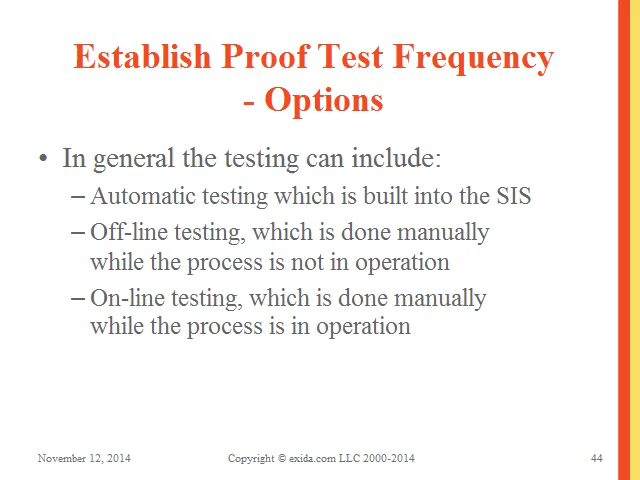 Establish Proof Test Frequency
- Options
• In general the testing can include:
– Automatic testing which is built into the SIS
– Off-line testing, which is done manually
while the process is not in operation
– On-line testing, which is done manually
while the process is in operation
November 12, 2014
Copyright © exida.com LLC 2000-2014
44